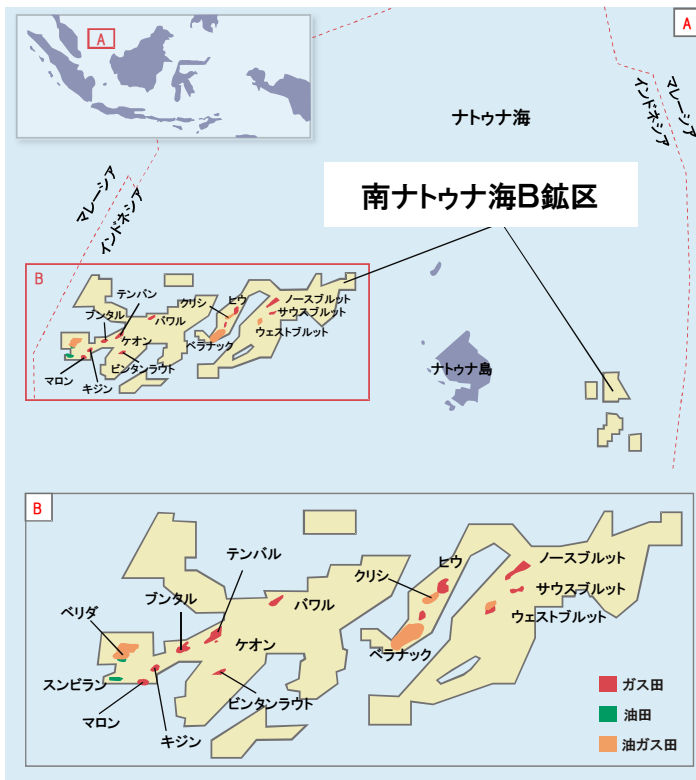 A
A
ナトゥナ海
マレーシア
インドネシア
マレーシア
インドネシア
南ナトゥナ海B鉱区
B
テンバン
ブンタル
バワル
ケオン
ビンタンラウト
マロン
キジン
クリシ
ヒウ
ベラナック
ノースブルット
サウスブルット
ウェストブルット
ナトゥナ島
B
テンバル
ブンタル
ベリダ
バワル
ケオン
スンビラン
マロン
キジン
ビンタンラウト
ヒウ
クリシ
ベラナック
ノースブルット
サウスブルット
ウェストブルット
ガス田
油田
油ガス田